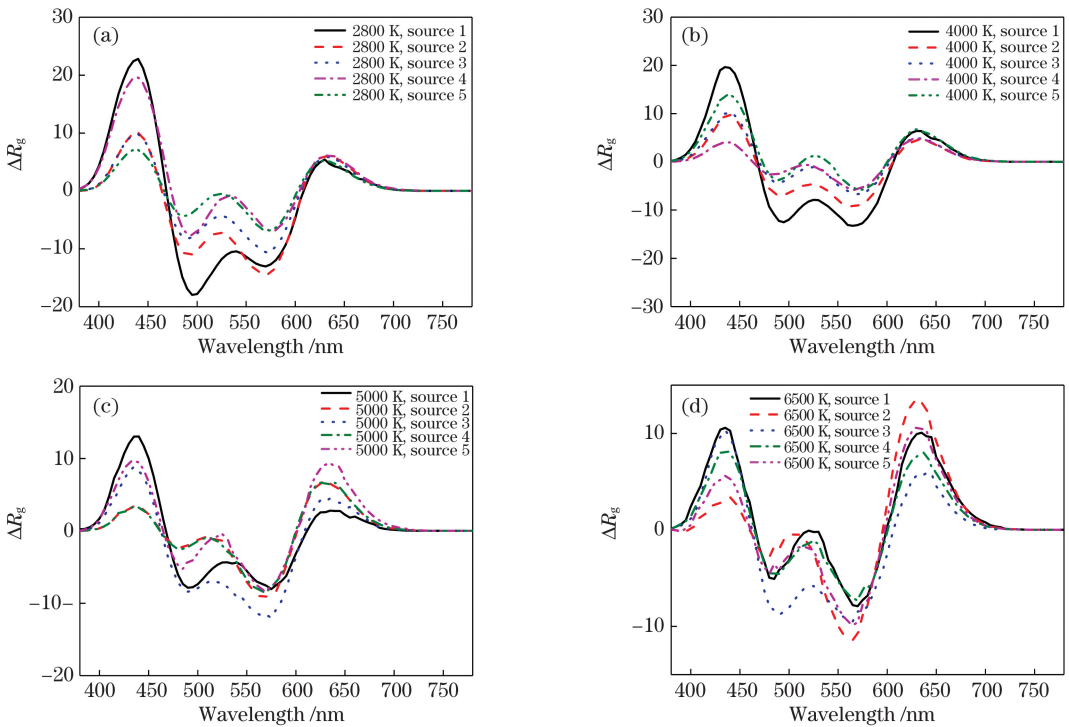 (a)
30
20
10
0
−10
−20
ΔRg
2800 K, source 1
2800 K, source 2
2800 K, source 3
2800 K, source 4
2800 K, source 5
400 450 500 550 600 650 700 750
Wavelength /nm
(b)
30
20
10
0
−10
−20
−30
ΔRg
4000 K, source 1
4000 K, source 2
4000 K, source 3
4000 K, source 4
4000 K, source 5
400 450 500 550 600 650 700 750
Wavelength /nm
(c)
20
10
0
−10−
−20
ΔRg
5000 K, source 1
5000 K, source 2
5000 K, source 3
5000 K, source 4
5000 K, source 5
400 450 500 550 600 650 700 750
Wavelength /nm
(d)
10
0
−10
ΔRg
6500 K, source 1
6500 K, source 2
6500 K, source 3
6500 K, source 4
6500 K, source 5
400 450 500 550 600 650 700 750
Wavelength /nm